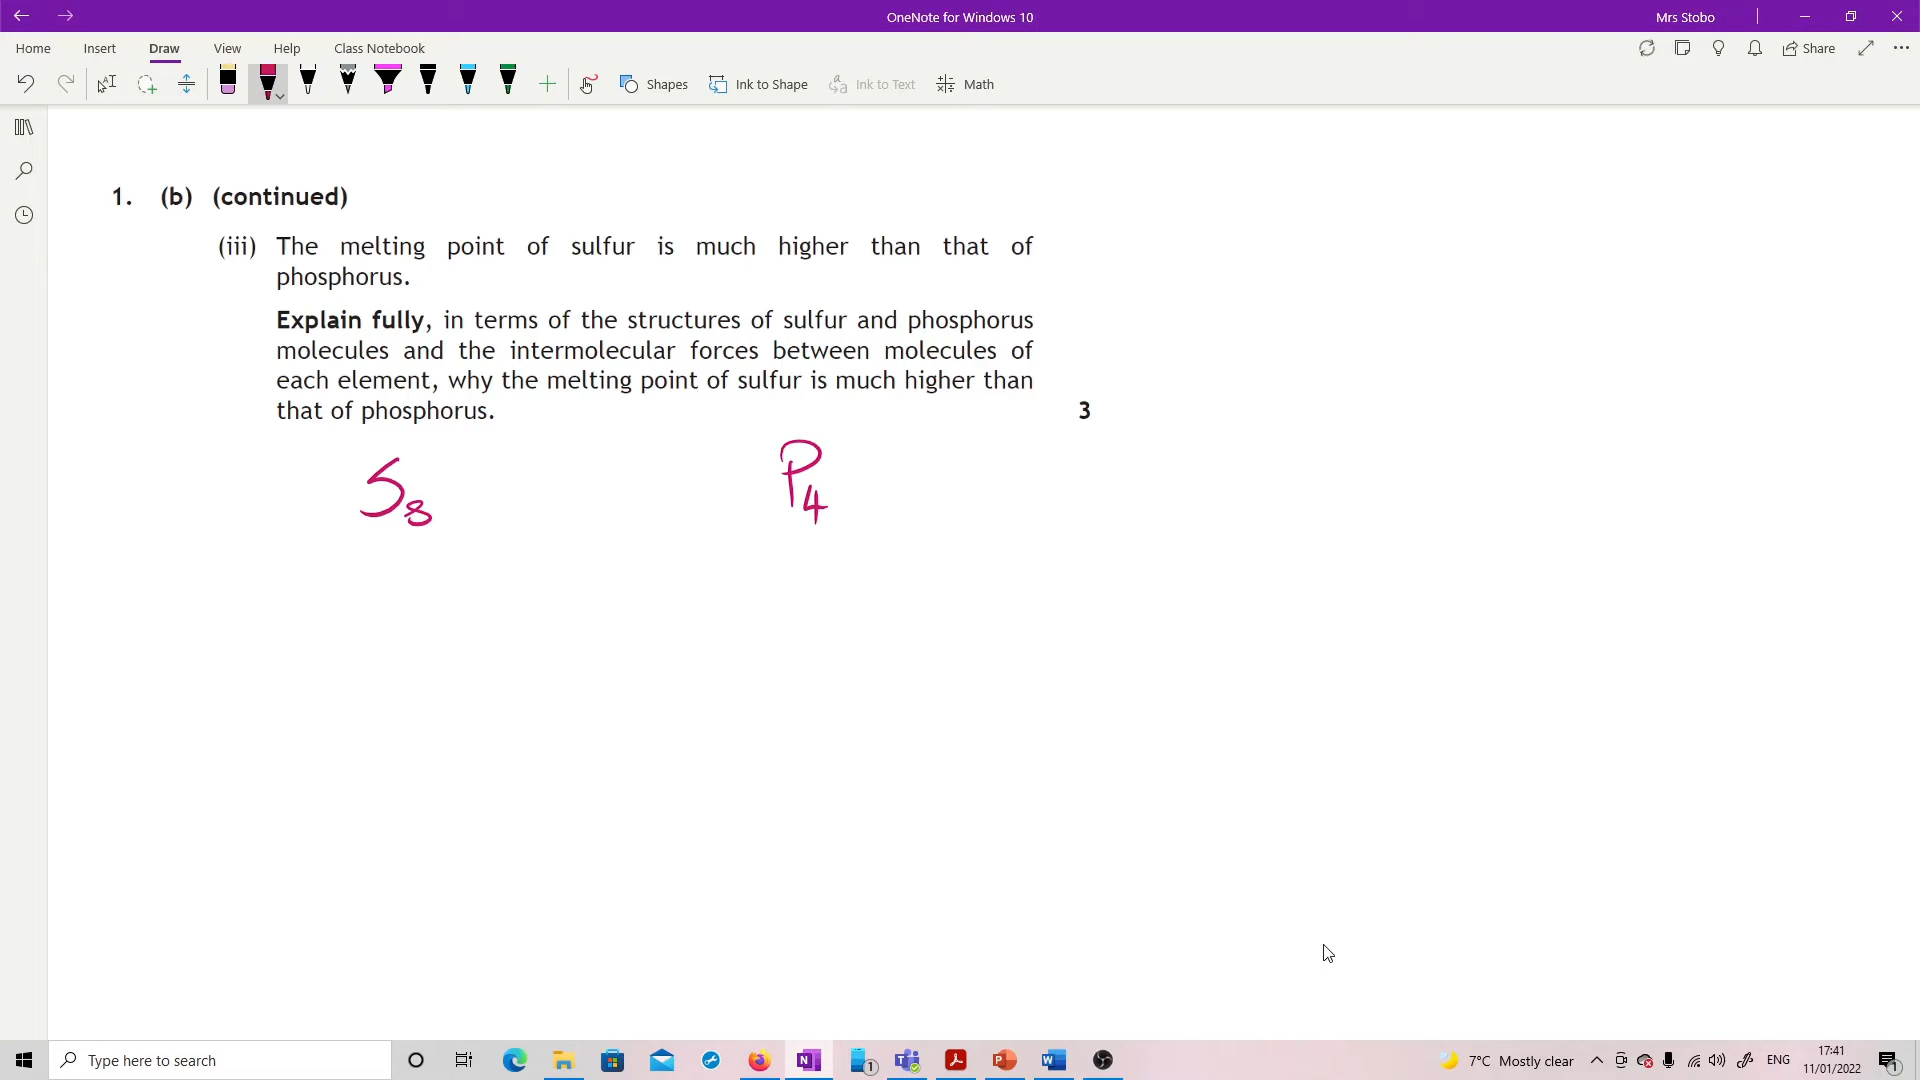 OneNote for Windows 10
Mrs Stobo
Home Insert Draw View Help Class Notebook
Share
Shapes Ink to Shape Ink to Text Math
1. (b) (continued)
(iii) The melting point of sulfur is much higher than that of
phosphorus.
Explain fully, in terms of the structures of sulfur and phosphorus
molecules and the intermolecular forces between molecules of
each element, why the melting point of sulfur is much higher than
that of phosphorus.
3
S₈ P₄
Type here to search
7°C Mostly clear
ENG
17:41
11/01/2022